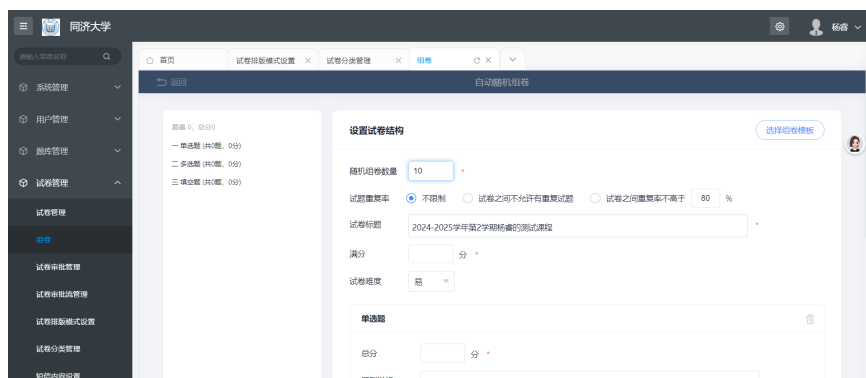 同济大学
杨睿
请输入菜单名称
首页
试卷排版模式设置
试卷分类管理
组卷
返回
自动随机组卷
系统管理
用户管理
题库管理
试卷管理
试卷管理
组卷
试卷审批管理
试卷审批流管理
试卷排版模式设置
试卷分类管理
短信内容设置
题量 0，总分0
一 单选题 (共0题，0分)
二 多选题 (共0题，0分)
三 填空题 (共0题，0分)
设置试卷结构
选择组卷模板
随机组卷数量 10 *
试题重复率 不限制 试卷之间不允许有重复试题 试卷之间重复率不高于 80 %
试卷标题 2024-2025学年第2学期杨睿的测试课程 *
满分 分 *
试卷难度 易
单选题
总分 分 *